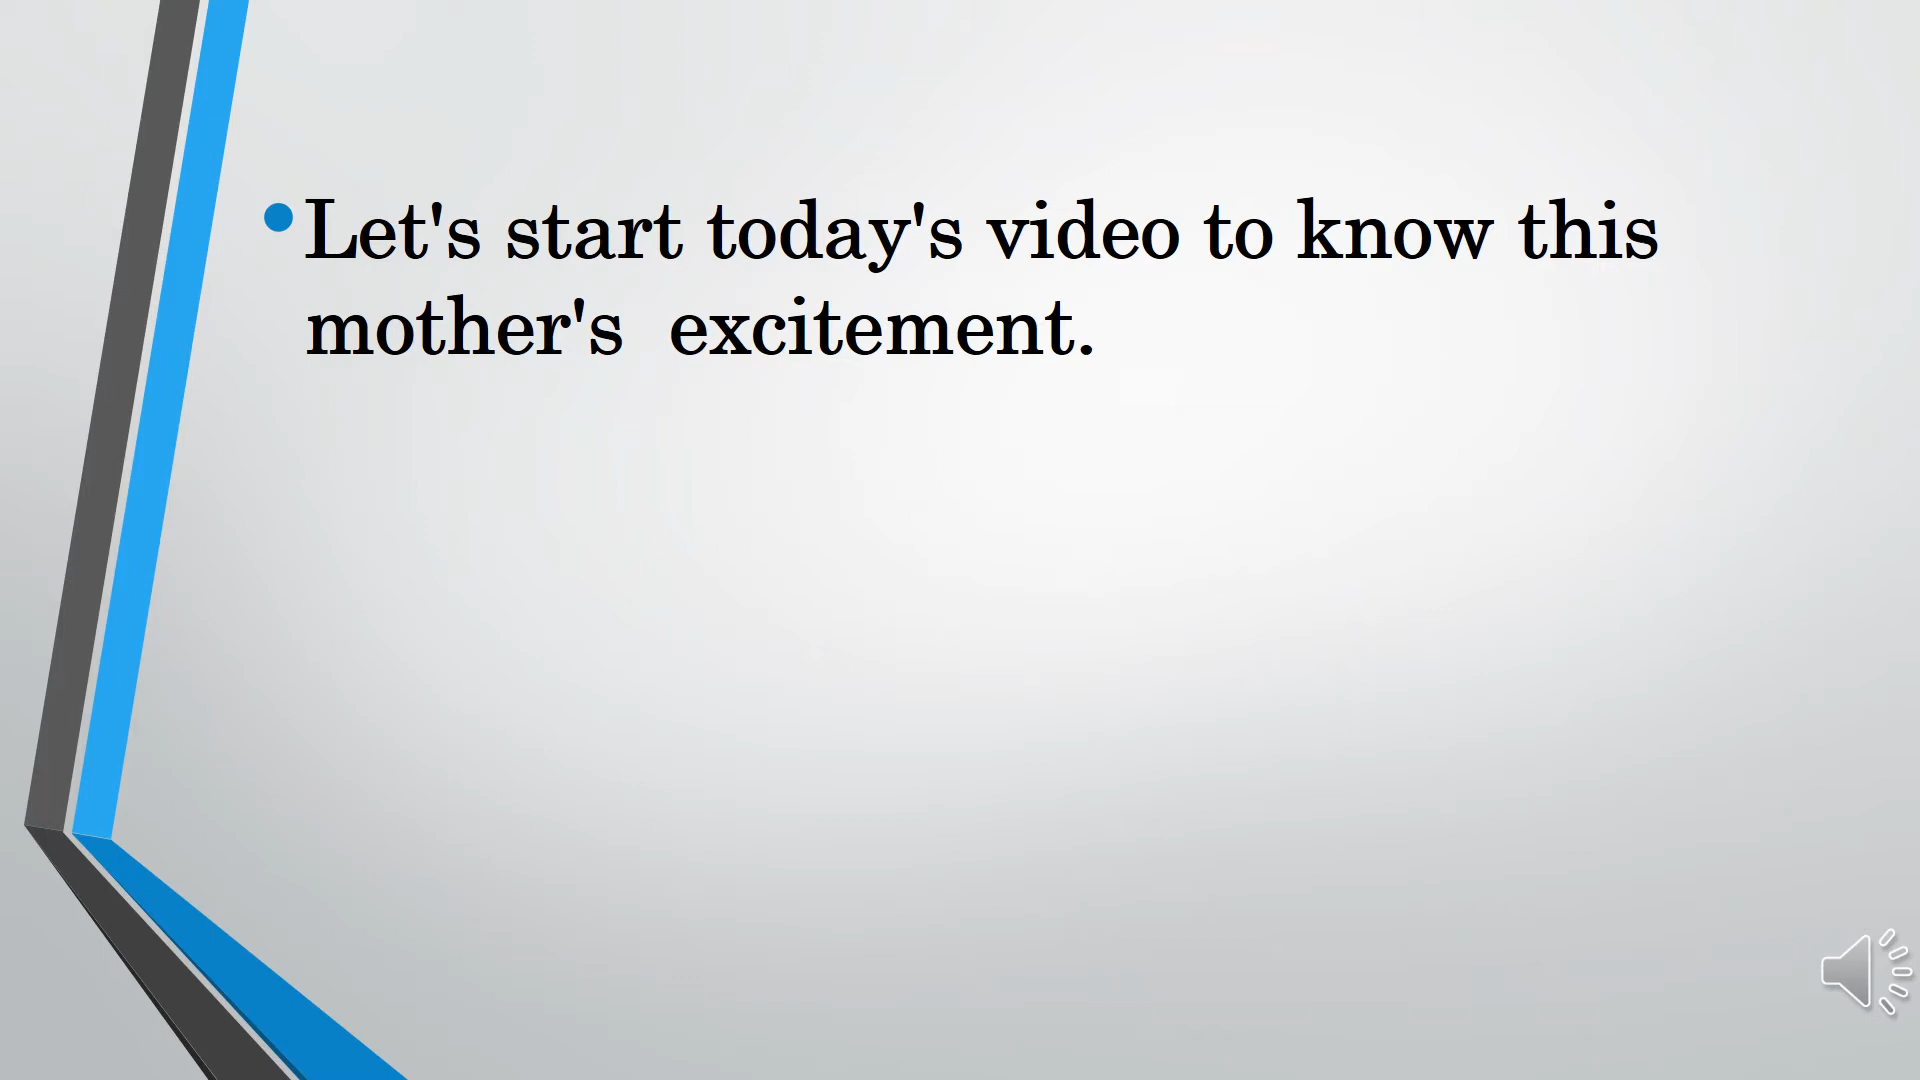 • Let's start today's video to know this
mother's  excitement.